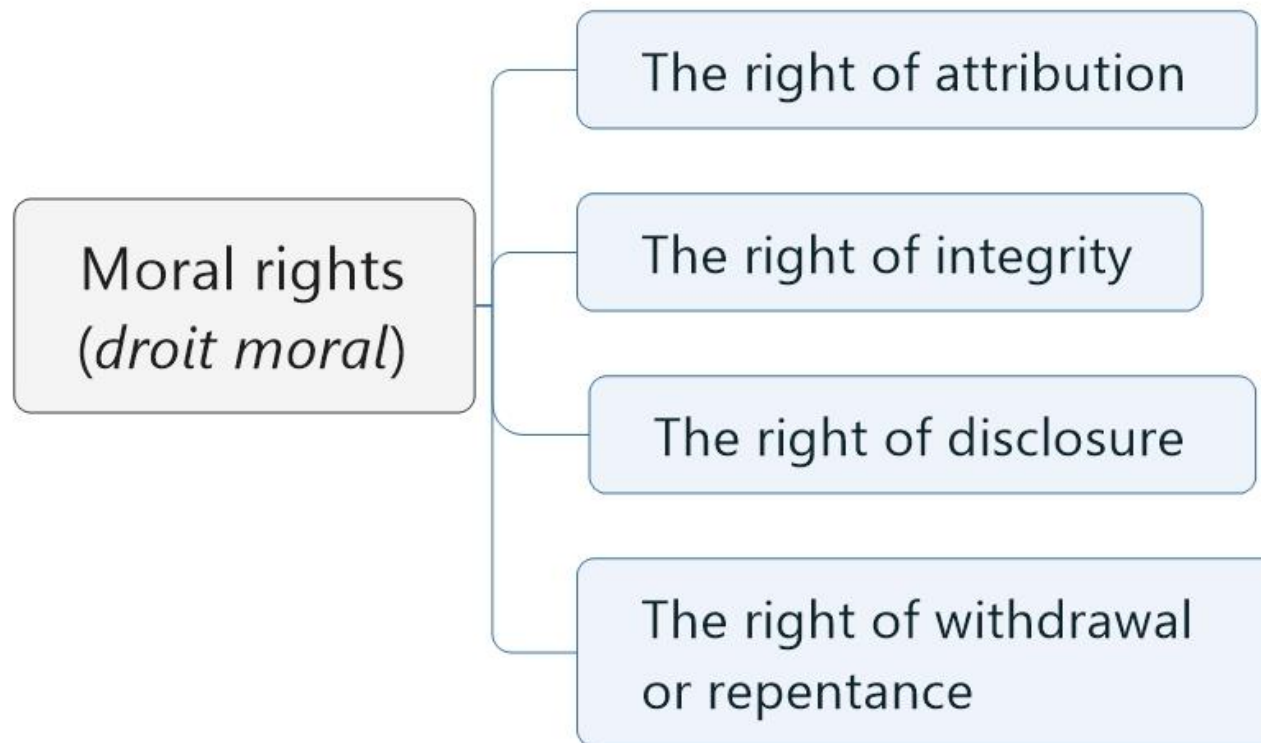 Moral rights
(droit moral)
The right of attribution
The right of integrity
The right of disclosure
The right of withdrawal
or repentance